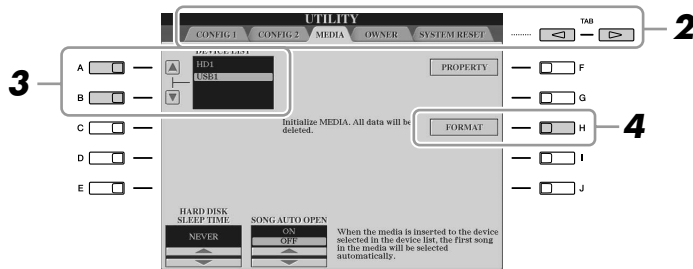 UTILITY
CONFIG 1 CONFIG 2 MEDIA OWNER SYSTEM RESET
TAB
2
DEVICE LIST
HD1
USB1
PROPERTY
A
B
C
D
E
F
G
H
I
J
3
4
Initialize MEDIA. All data will be
deleted.
FORMAT
HARD DISK
SLEEP TIME
NEVER
SONG AUTO OPEN
ON
OFF
When the media is inserted to the device
selected in the device list, the first song
in the media will be selected
automatically.